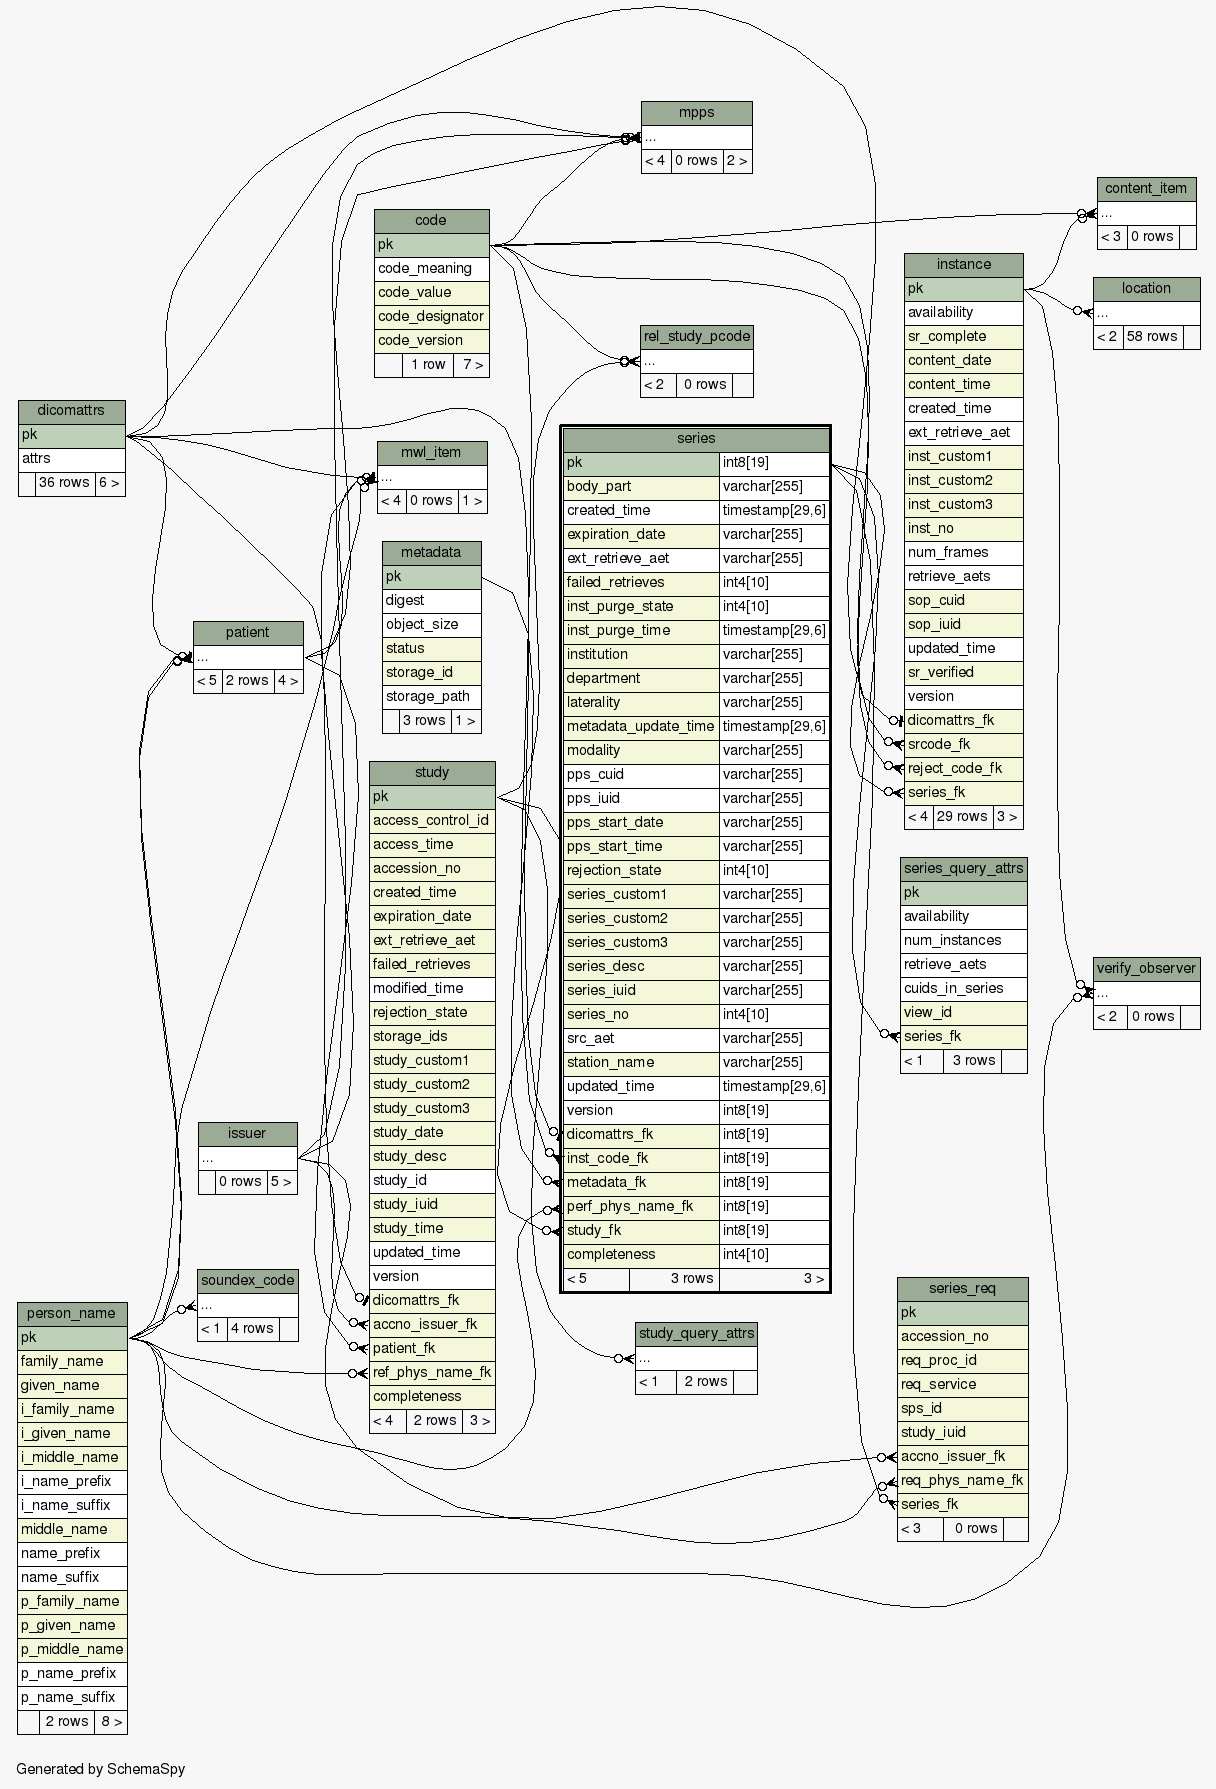 mpps
...
< 4 0 rows 2 >
content_item
...
< 3 0 rows
code
pk
code_meaning
code_value
code_designator
code_version
1 row 7 >
instance
pk
availability
sr_complete
content_date
content_time
created_time
ext_retrieve_aet
inst_custom1
inst_custom2
inst_custom3
inst_no
num_frames
retrieve_aets
sop_cuid
sop_iuid
updated_time
sr_verified
version
dicomattrs_fk
srcode_fk
reject_code_fk
series_fk
< 4 29 rows 3 >
location
...
< 2 58 rows
rel_study_pcode
...
< 2 0 rows
dicomattrs
pk
attrs
36 rows 6 >
mwl_item
...
< 4 0 rows 1 >
series
pk int8[19]
body_part varchar[255]
created_time timestamp[29,6]
expiration_date varchar[255]
ext_retrieve_aet varchar[255]
failed_retrieves int4[10]
inst_purge_state int4[10]
inst_purge_time timestamp[29,6]
institution varchar[255]
department varchar[255]
laterality varchar[255]
metadata_update_time timestamp[29,6]
modality varchar[255]
pps_cuid varchar[255]
pps_iuid varchar[255]
pps_start_date varchar[255]
pps_start_time varchar[255]
rejection_state int4[10]
series_custom1 varchar[255]
series_custom2 varchar[255]
series_custom3 varchar[255]
series_desc varchar[255]
series_iuid varchar[255]
series_no int4[10]
src_aet varchar[255]
station_name varchar[255]
updated_time timestamp[29,6]
version int8[19]
dicomattrs_fk int8[19]
inst_code_fk int8[19]
metadata_fk int8[19]
perf_phys_name_fk int8[19]
study_fk int8[19]
completeness int4[10]
< 5 3 rows 3 >
metadata
pk
digest
object_size
status
storage_id
storage_path
3 rows 1 >
patient
...
< 5 2 rows 4 >
study
pk
access_control_id
access_time
accession_no
created_time
expiration_date
ext_retrieve_aet
failed_retrieves
modified_time
rejection_state
storage_ids
study_custom1
study_custom2
study_custom3
study_date
study_desc
study_id
study_iuid
study_time
updated_time
version
dicomattrs_fk
accno_issuer_fk
patient_fk
ref_phys_name_fk
completeness
< 4 2 rows 3 >
series_query_attrs
pk
availability
num_instances
retrieve_aets
cuids_in_series
view_id
series_fk
< 1 3 rows
verify_observer
...
< 2 0 rows
issuer
...
0 rows 5 >
soundex_code
...
< 1 4 rows
series_req
pk
accession_no
req_proc_id
req_service
sps_id
study_iuid
accno_issuer_fk
req_phys_name_fk
series_fk
< 3 0 rows
person_name
pk
family_name
given_name
i_family_name
i_given_name
i_middle_name
i_name_prefix
i_name_suffix
middle_name
name_prefix
name_suffix
p_family_name
p_given_name
p_middle_name
p_name_prefix
p_name_suffix
2 rows 8 >
study_query_attrs
...
< 1 2 rows
Generated by SchemaSpy